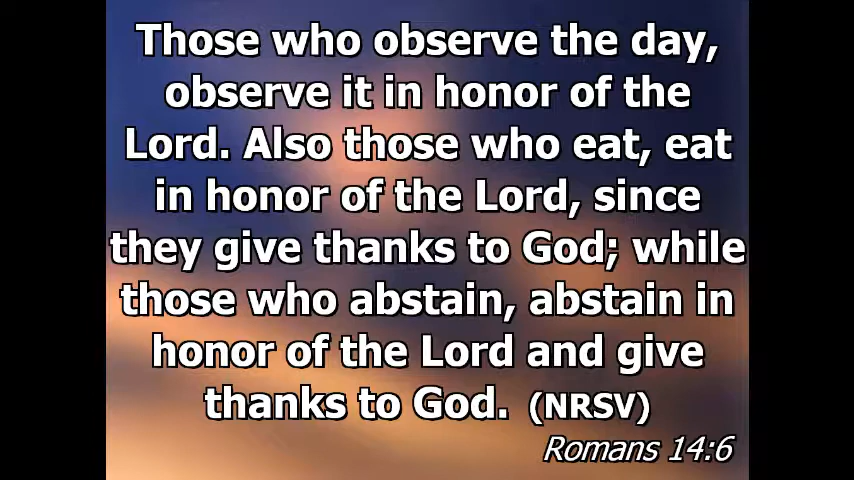 Those who observe the day,
observe it in honor of the
Lord. Also those who eat, eat
in honor of the Lord, since
they give thanks to God; while
those who abstain, abstain in
honor of the Lord and give
thanks to God. (NRSV)
Romans 14:6